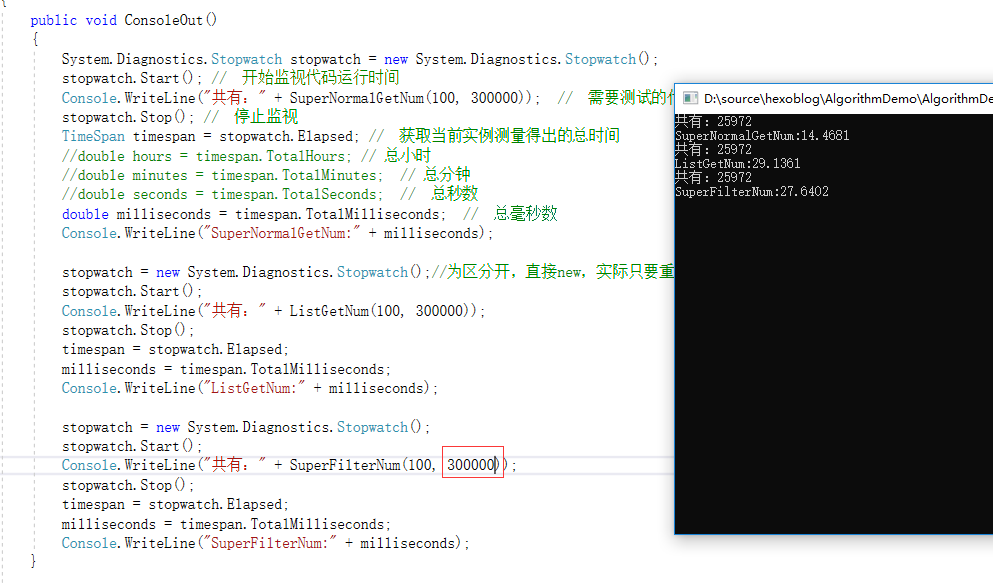 {
public void ConsoleOut()
{
System.Diagnostics.Stopwatch stopwatch = new System.Diagnostics.Stopwatch();
stopwatch.Start(); // 开始监视代码运行时间
Console.WriteLine("共有：" + SuperNormalGetNum(100, 300000)); // 需要测试的
stopwatch.Stop(); // 停止监视
TimeSpan timespan = stopwatch.Elapsed; // 获取当前实例测量得出的总时间
//double hours = timespan.TotalHours; // 总小时
//double minutes = timespan.TotalMinutes; // 总分钟
//double seconds = timespan.TotalSeconds; // 总秒数
double milliseconds = timespan.TotalMilliseconds; // 总毫秒数
Console.WriteLine("SuperNormalGetNum:" + milliseconds);
stopwatch = new System.Diagnostics.Stopwatch();//为区分开，直接new，实际只要重
stopwatch.Start();
Console.WriteLine("共有：" + ListGetNum(100, 300000));
stopwatch.Stop();
timespan = stopwatch.Elapsed;
milliseconds = timespan.TotalMilliseconds;
Console.WriteLine("ListGetNum:" + milliseconds);
stopwatch = new System.Diagnostics.Stopwatch();
stopwatch.Start();
Console.WriteLine("共有：" + SuperFilterNum(100, 300000));
stopwatch.Stop();
timespan = stopwatch.Elapsed;
milliseconds = timespan.TotalMilliseconds;
Console.WriteLine("SuperFilterNum:" + milliseconds);
}
D:\source\hexoblog\AlgorithmDemo\AlgorithmDe
共有：25972
SuperNormalGetNum:14.4681
共有：25972
ListGetNum:29.1361
共有：25972
SuperFilterNum:27.6402